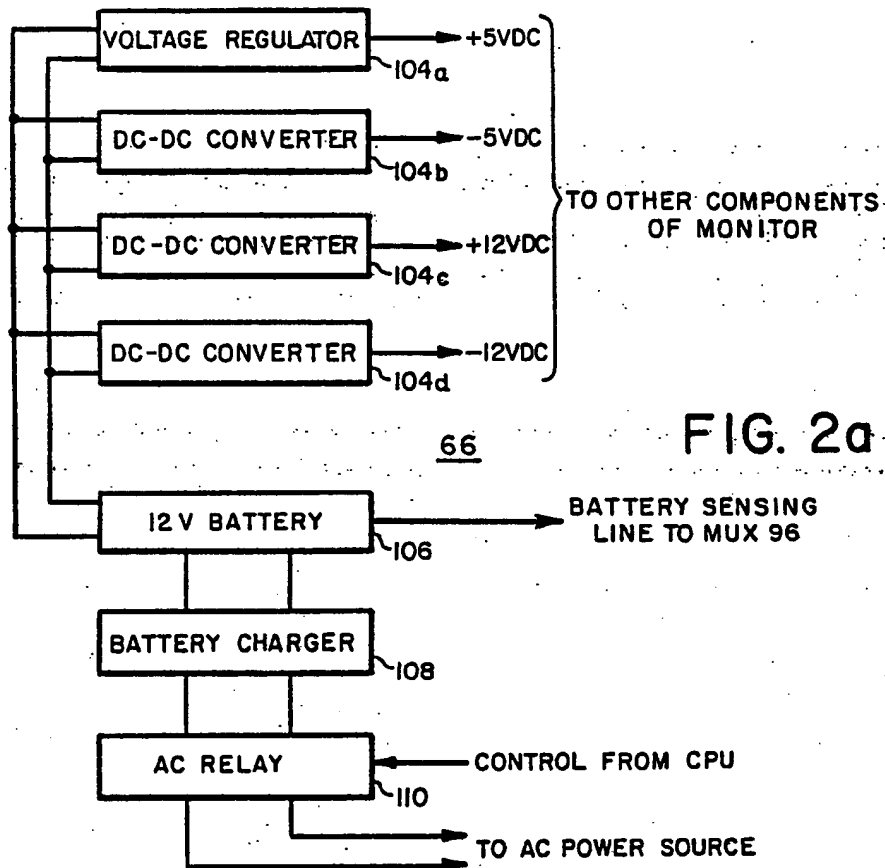 VOLTAGE REGULATOR
+5VDC
104a
DC-DC CONVERTER
-5VDC
104b
TO OTHER COMPONENTS
OF MONITOR
DC-DC CONVERTER
+12VDC
104c
DC-DC CONVERTER
-12VDC
104d
66
FIG. 2a
12V BATTERY
BATTERY SENSING
LINE TO MUX 96
106
BATTERY CHARGER
108
AC RELAY
CONTROL FROM CPU
110
TO AC POWER SOURCE